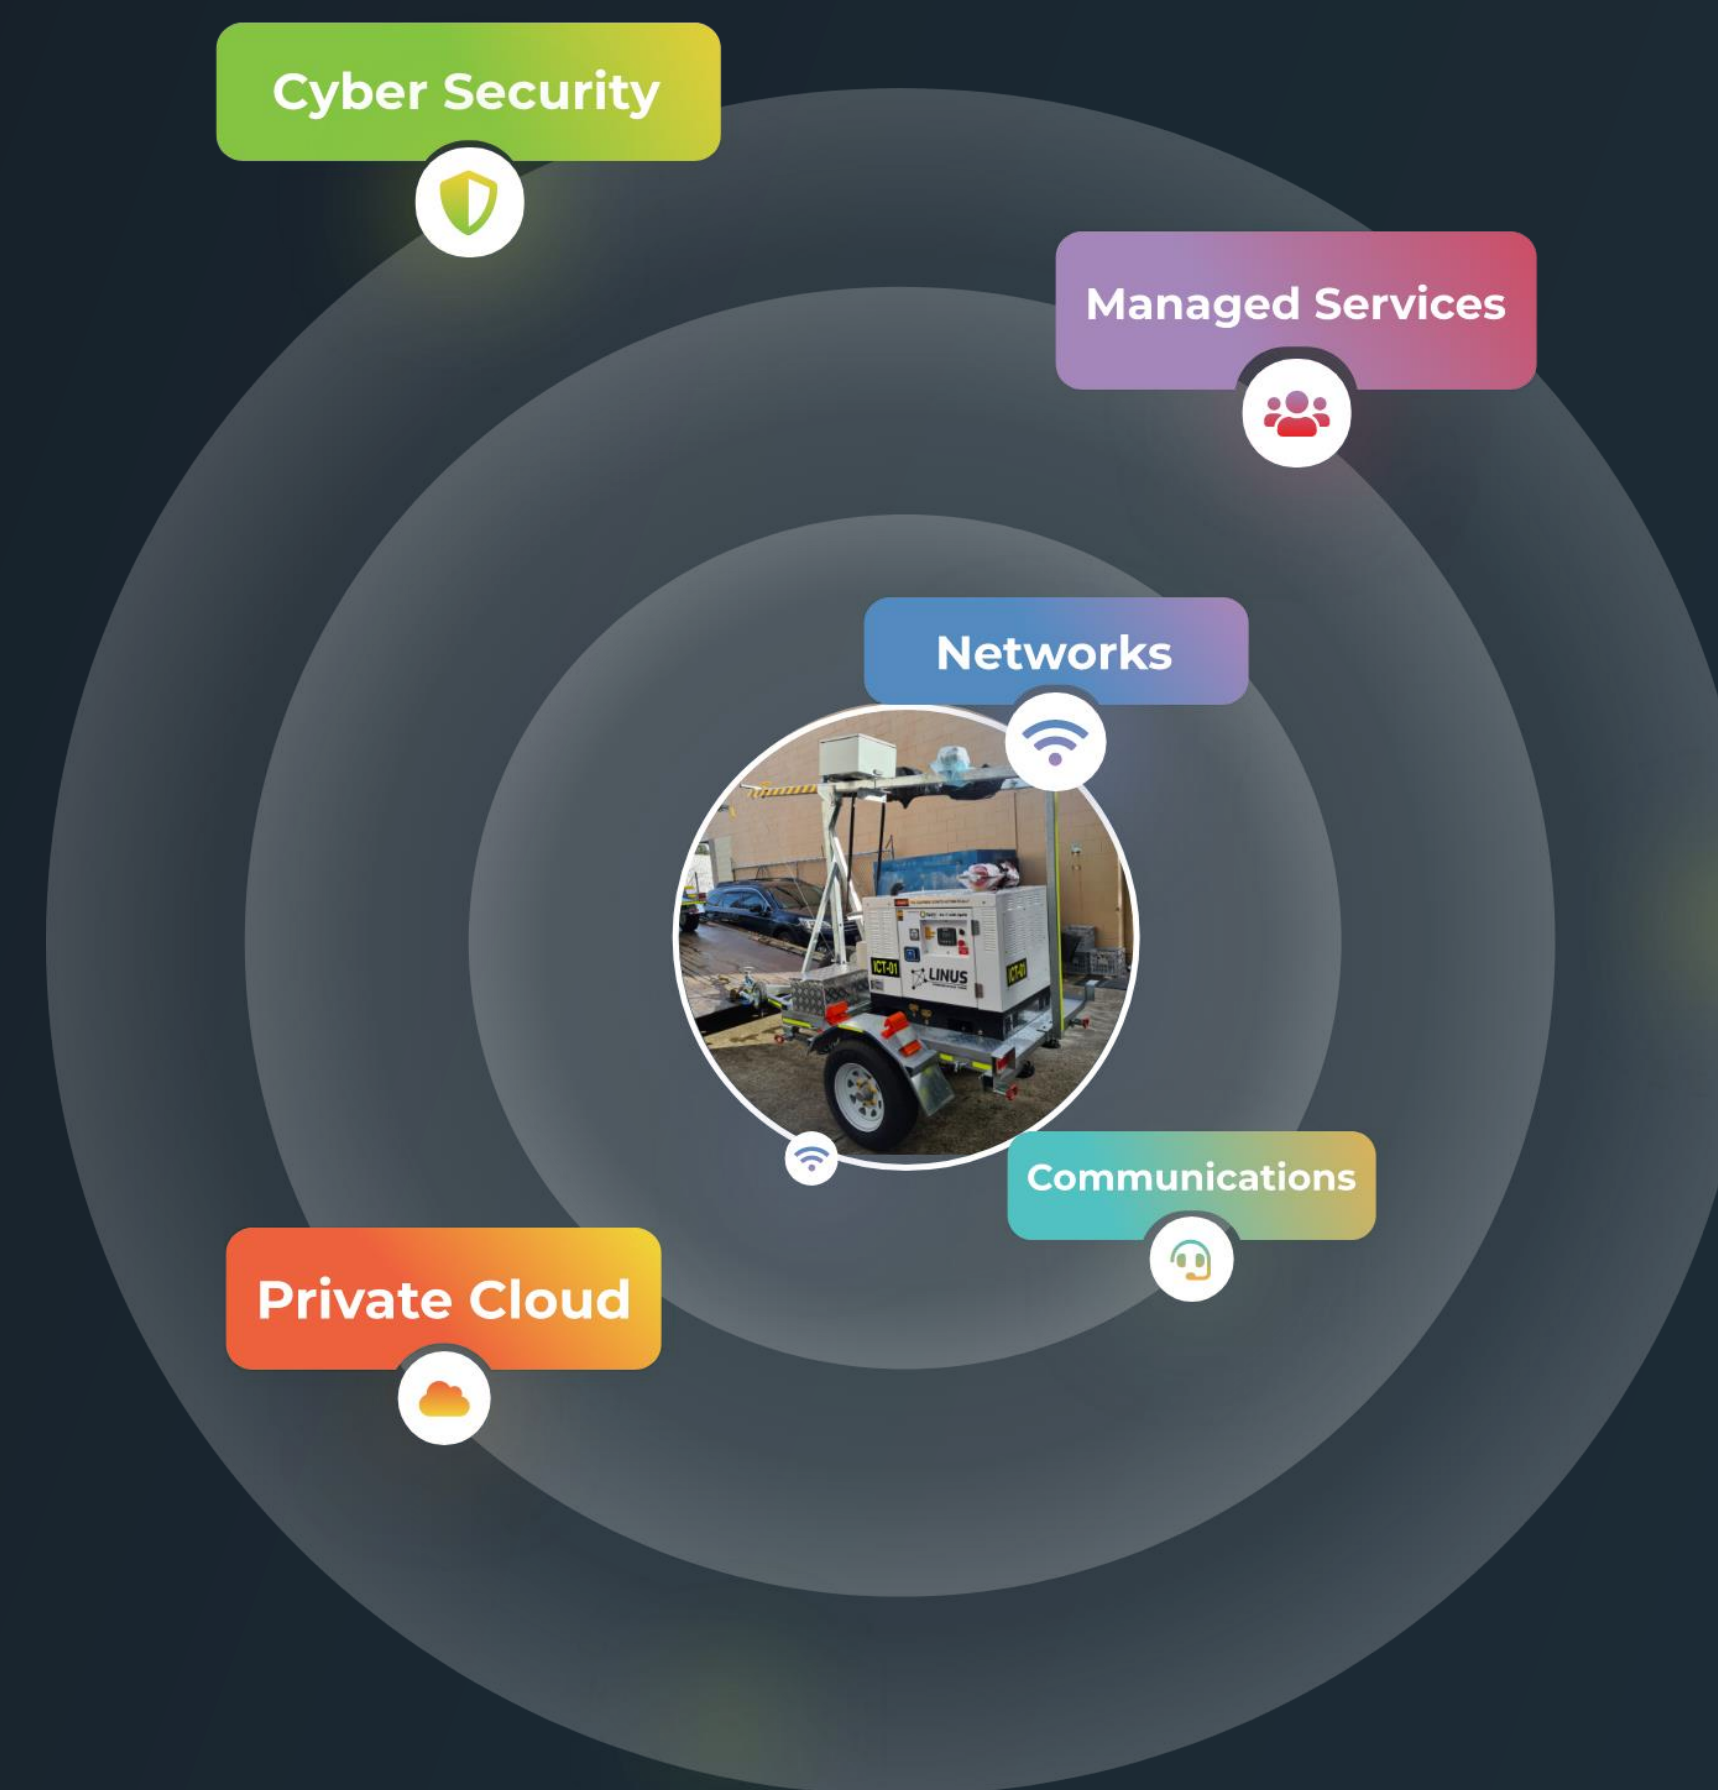 Cyber Security
Managed Services
Networks
ICT-01
LINUS
ICT-01
Communications
Private Cloud